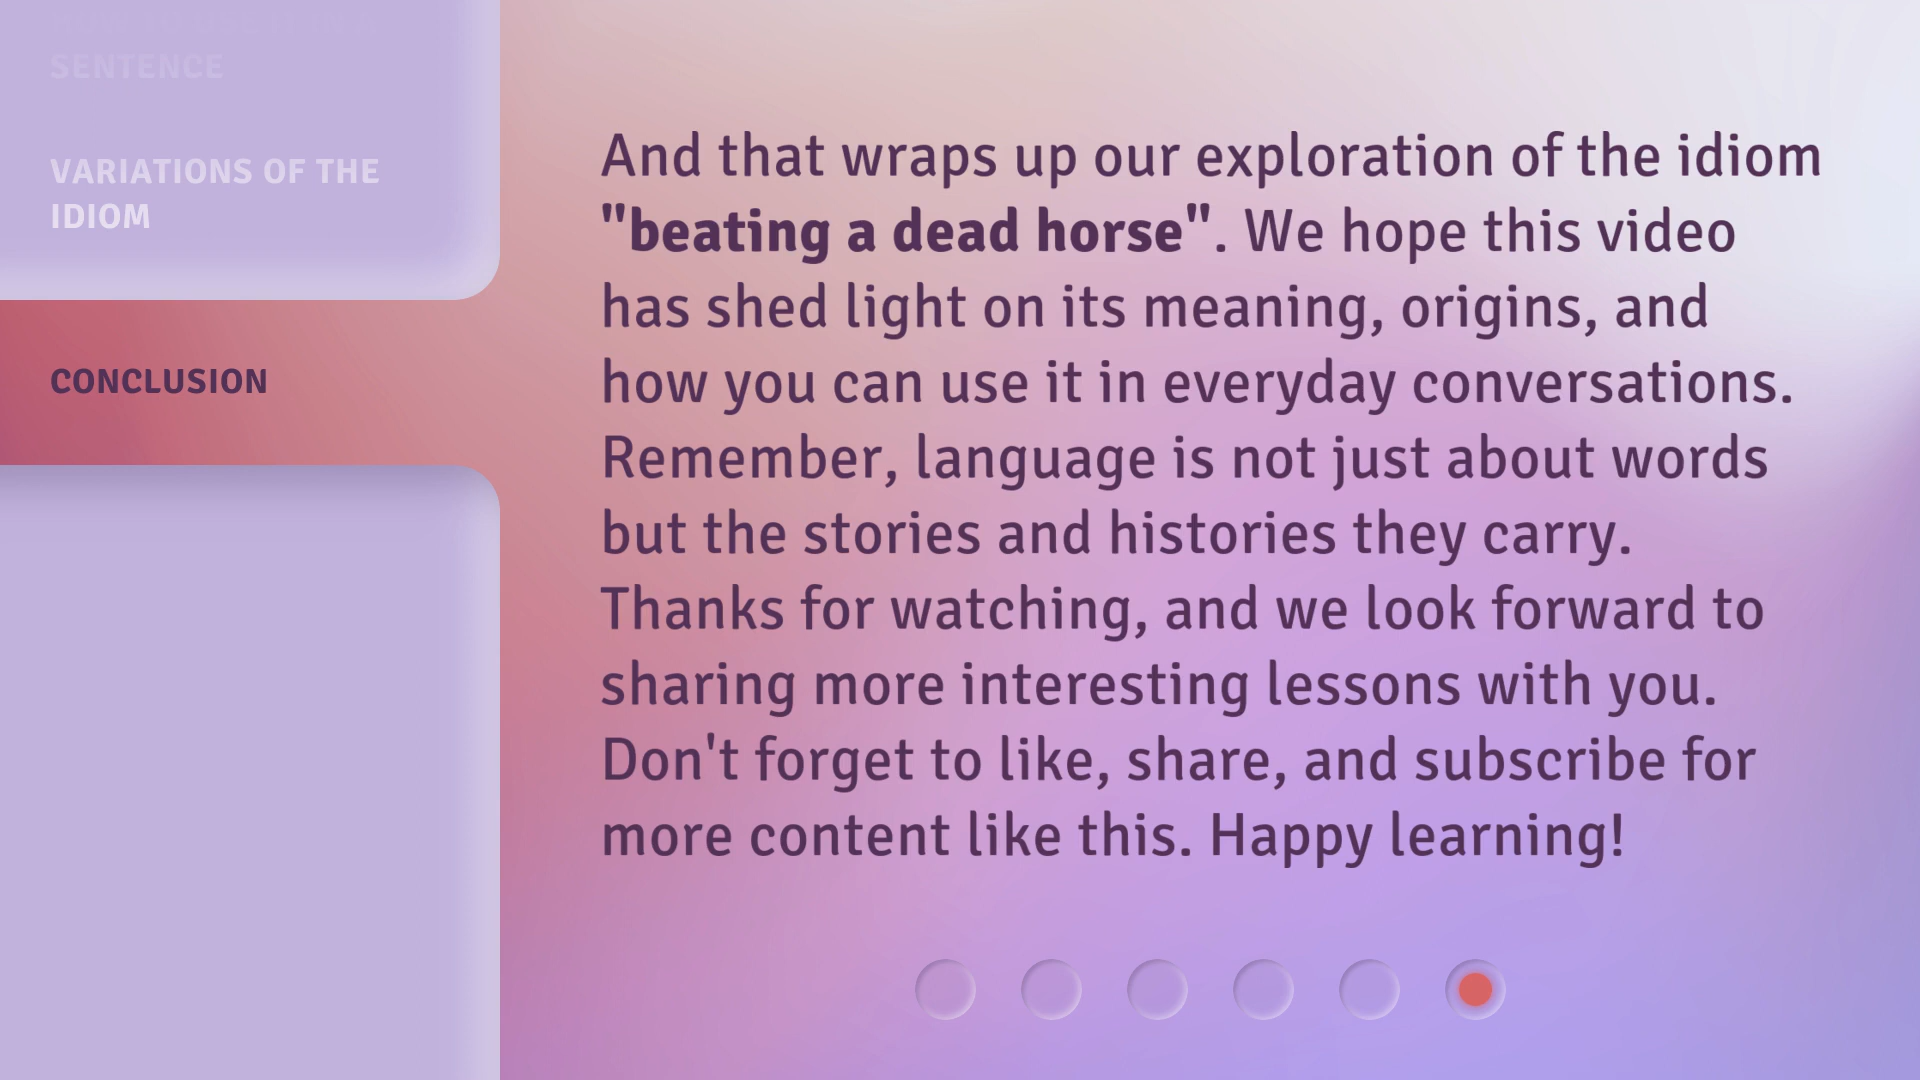 SENTENCE
VARIATIONS OF THE
IDIOM
CONCLUSION
And that wraps up our exploration of the idiom
"beating a dead horse". We hope this video
has shed light on its meaning, origins, and
how you can use it in everyday conversations.
Remember, language is not just about words
but the stories and histories they carry.
Thanks for watching, and we look forward to
sharing more interesting lessons with you.
Don't forget to like, share, and subscribe for
more content like this. Happy learning!